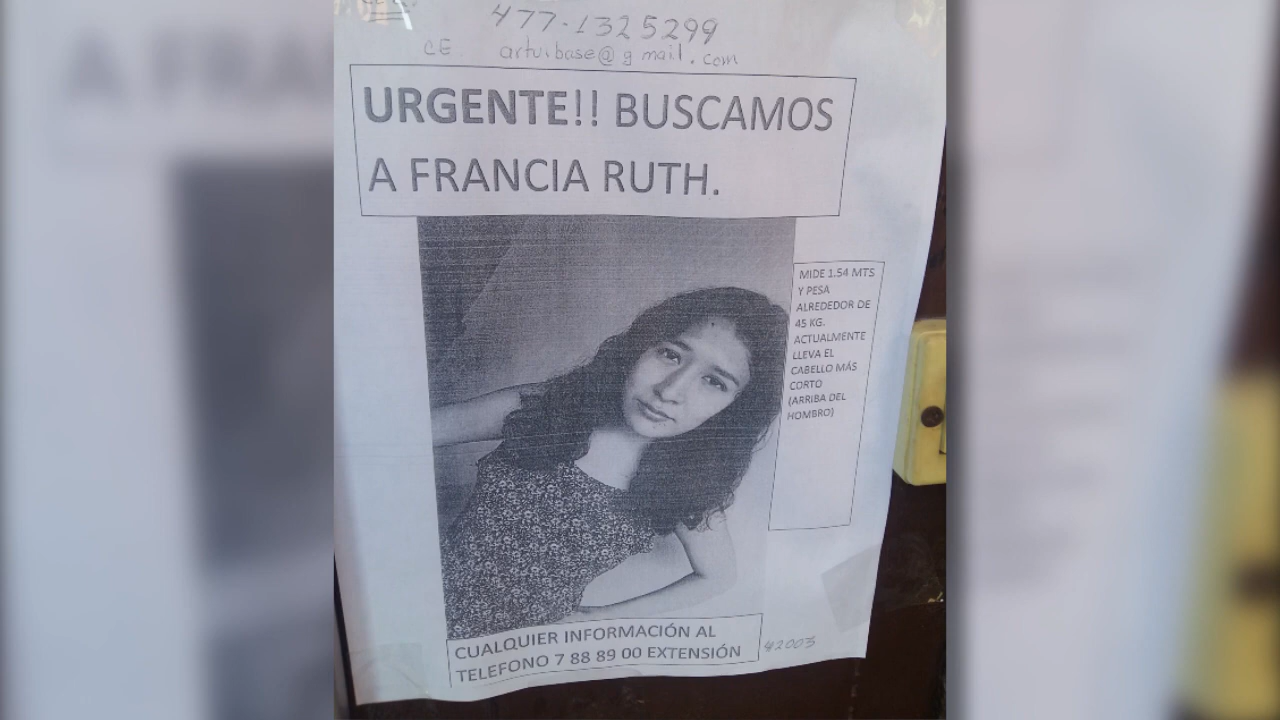 477-1325299
CE artuibase@gmail.com
URGENTE!! BUSCAMOS
A FRANCIA RUTH.
MIDE 1.54 MTS
Y PESA
ALREDEDOR DE
45 KG.
ACTUALMENTE
LLEVA EL
CABELLO MÁS
CORTO
(ARRIBA DEL
HOMBRO)
CUALQUIER INFORMACIÓN AL
TELEFONO 7 88 89 00 EXTENSIÓN
42003
A FRA